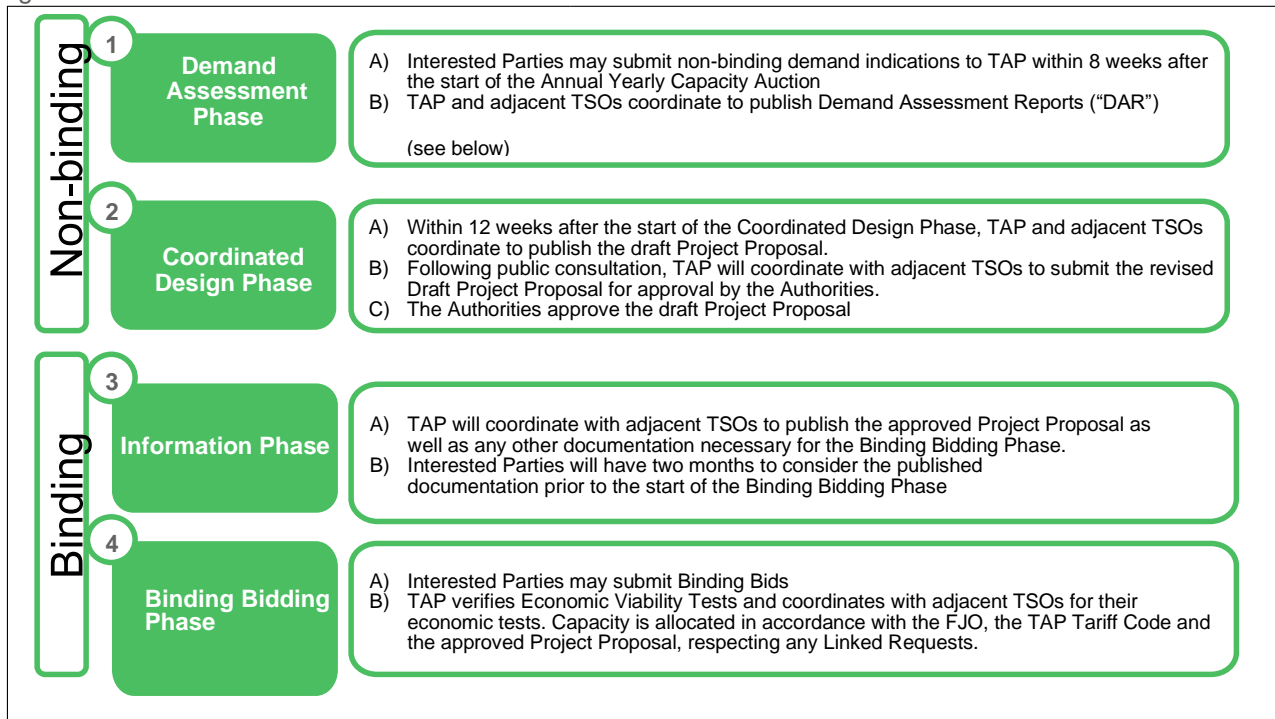 Non-binding
1
Demand
Assessment
Phase
A) Interested Parties may submit non-binding demand indications to TAP within 8 weeks after
the start of the Annual Yearly Capacity Auction
B) TAP and adjacent TSOs coordinate to publish Demand Assessment Reports (“DAR”)
(see below)
2
Coordinated
Design Phase
A) Within 12 weeks after the start of the Coordinated Design Phase, TAP and adjacent TSOs
coordinate to publish the draft Project Proposal.
B) Following public consultation, TAP will coordinate with adjacent TSOs to submit the revised
Draft Project Proposal for approval by the Authorities.
C) The Authorities approve the draft Project Proposal
Binding
3
Information Phase
A) TAP will coordinate with adjacent TSOs to publish the approved Project Proposal as
well as any other documentation necessary for the Binding Bidding Phase.
B) Interested Parties will have two months to consider the published
documentation prior to the start of the Binding Bidding Phase
4
Binding Bidding
Phase
A) Interested Parties may submit Binding Bids
B) TAP verifies Economic Viability Tests and coordinates with adjacent TSOs for their
economic tests. Capacity is allocated in accordance with the FJO, the TAP Tariff Code and
the approved Project Proposal, respecting any Linked Requests.